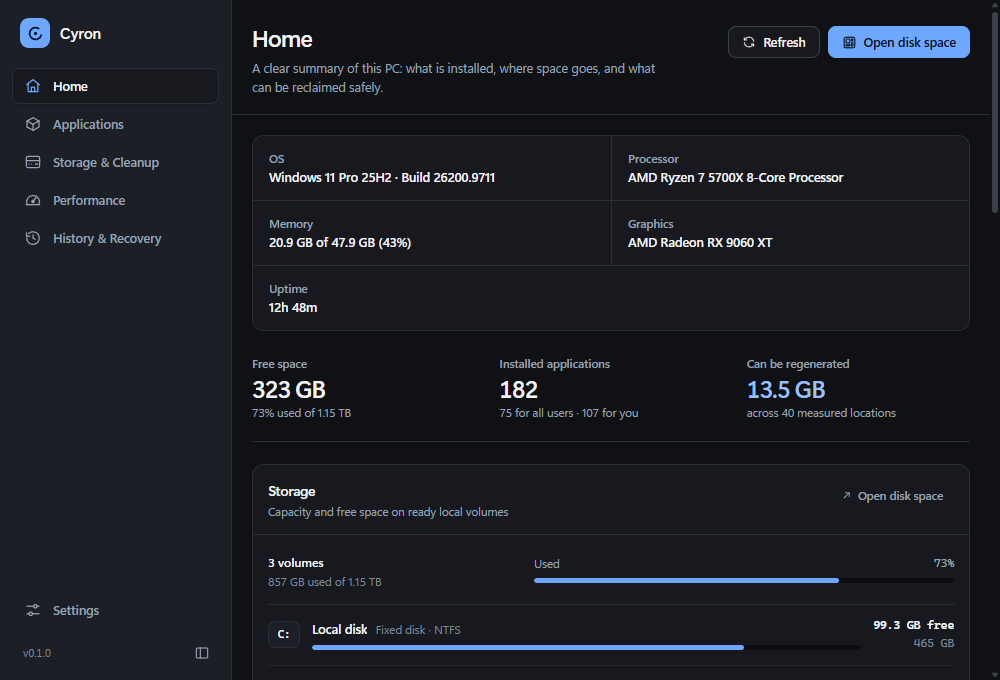 Cyron
Home
Applications
Storage & Cleanup
Performance
History & Recovery
Settings
v0.1.0
Home
A clear summary of this PC: what is installed, where space goes, and what
can be reclaimed safely.
Refresh
Open disk space
OS
Windows 11 Pro 25H2 · Build 26200.9711
Processor
AMD Ryzen 7 5700X 8-Core Processor
Memory
20.9 GB of 47.9 GB (43%)
Graphics
AMD Radeon RX 9060 XT
Uptime
12h 48m
Free space
323 GB
73% used of 1.15 TB
Installed applications
182
75 for all users · 107 for you
Can be regenerated
13.5 GB
across 40 measured locations
Storage
Capacity and free space on ready local volumes
Open disk space
3 volumes
857 GB used of 1.15 TB
Used
73%
C:
Local disk Fixed disk · NTFS
99.3 GB free
465 GB